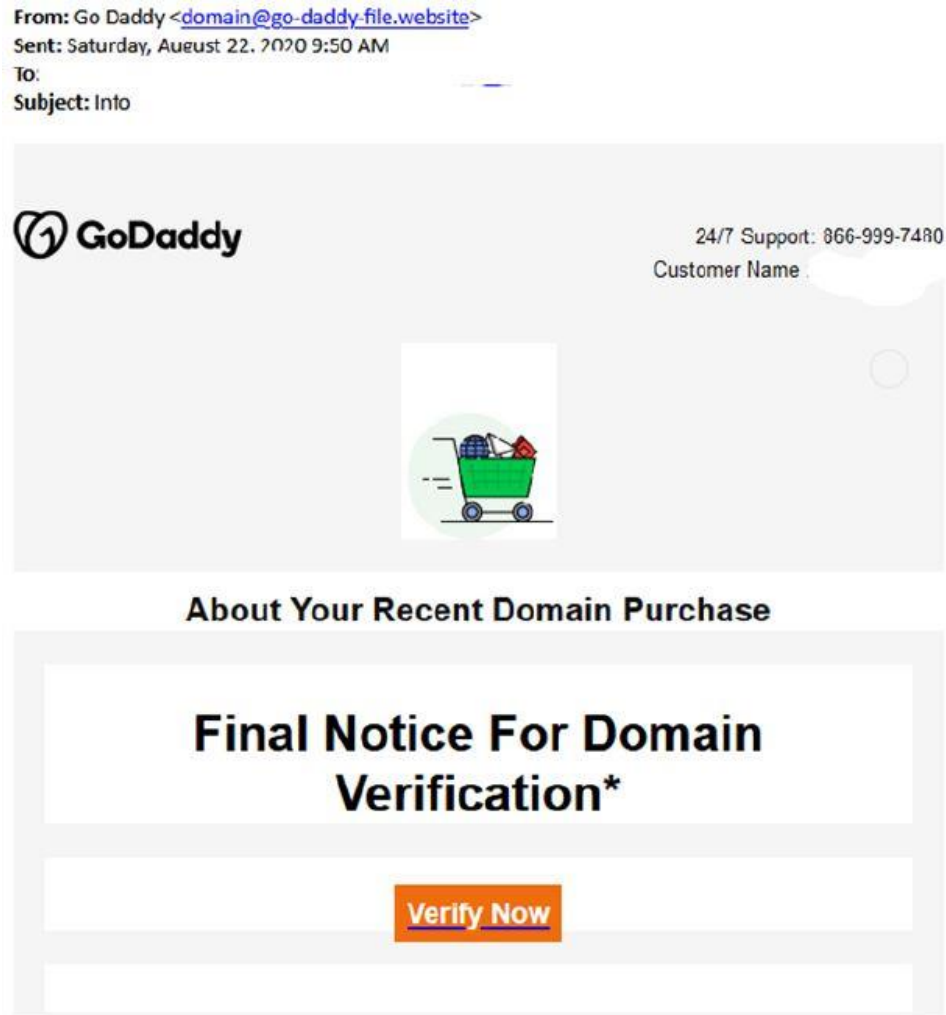 From: Go Daddy <domain@go-daddy-file.website>
Sent: Saturday, August 22, 2020 9:50 AM
To:
Subject: Info
GoDaddy
24/7 Support: 866-999-7480
Customer Name
About Your Recent Domain Purchase
Final Notice For Domain
Verification*
Verify Now